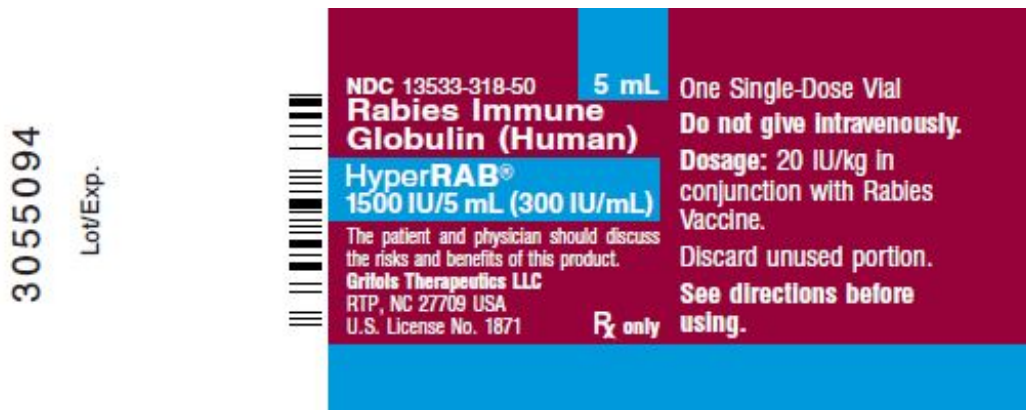 3055094
Lot/Exp.
NDC 13533-318-50
5 mL
Rabies Immune
Globulin (Human)
HyperRAB®
1500 IU/5 mL (300 IU/mL)
The patient and physician should discuss
the risks and benefits of this product.
Grifols Therapeutics LLC
RTP, NC 27709 USA
U.S. License No. 1871
Rx only
One Single-Dose Vial
Do not give intravenously.
Dosage: 20 IU/kg in
conjunction with Rabies
Vaccine.
Discard unused portion.
See directions before
using.